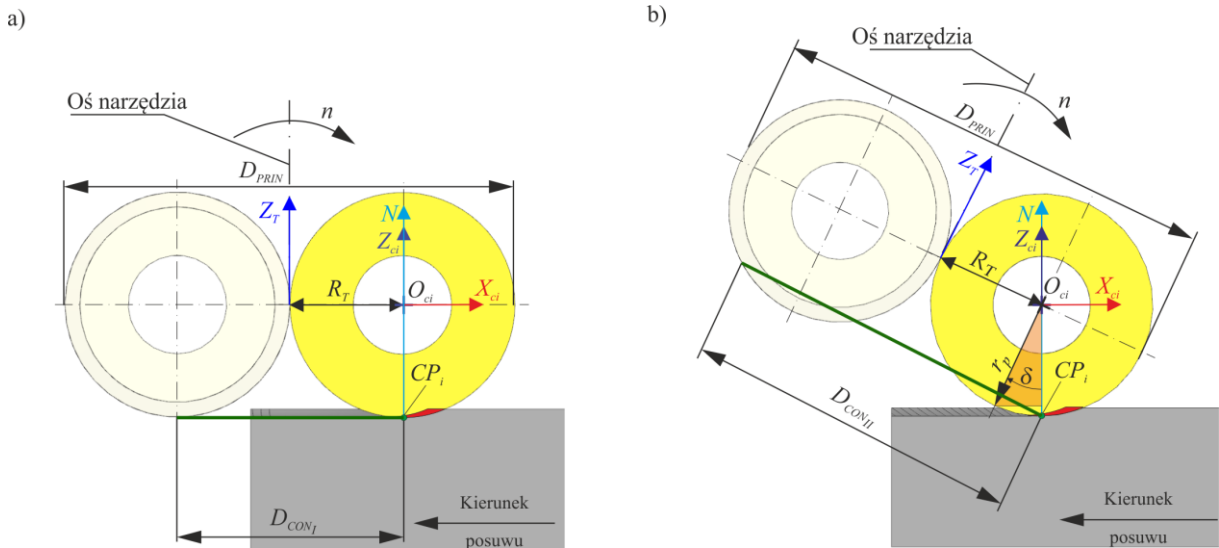 a)
Oś narzędzia
n
D_PRIN
Z_T
N
Z_ci
R_T
O_ci
X_ci
CP_i
D_CON_I
Kierunek
posuwu
b)
Oś narzędzia
n
D_PRIN
Z_T
N
Z_ci
R_T
O_ci
X_ci
r_p
δ
CP_i
D_CON_II
Kierunek
posuwu